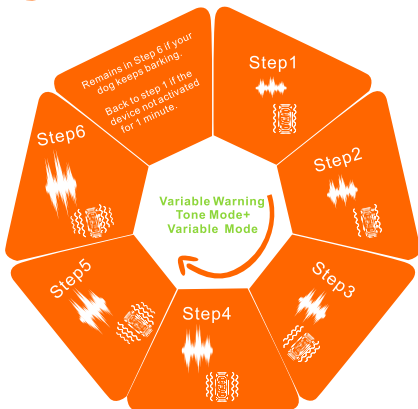 Remains in Step 6 if your
dog keeps barking.
Back to step 1 if the
device not activated
for 1 minute.
Step1
Step2
Step3
Step4
Step5
Step6
Variable Warning
Tone Mode+
Variable Mode